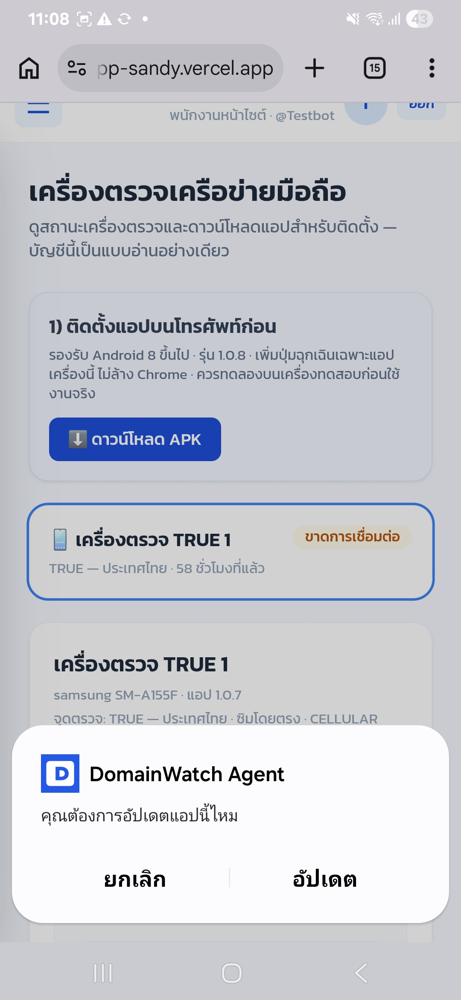 11:08
43
pp-sandy.vercel.app
15
พนักงานหน้าไซต์ · @Testbot
ออก
เครื่องตรวจเครือข่ายมือถือ
ดูสถานะเครื่องตรวจและดาวน์โหลดแอปสำหรับติดตั้ง —
บัญชีนี้เป็นแบบอ่านอย่างเดียว
1) ติดตั้งแอปบนโทรศัพท์ก่อน
รองรับ Android 8 ขึ้นไป · รุ่น 1.0.8 · เพิ่มปุ่มฉุกเฉินเฉพาะแอป
เครื่องนี้ ไม่ล้าง Chrome · ควรทดลองบนเครื่องทดสอบก่อนใช้
งานจริง
⬇️ ดาวน์โหลด APK
เครื่องตรวจ TRUE 1
ขาดการเชื่อมต่อ
TRUE — ประเทศไทย · 58 ชั่วโมงที่แล้ว
เครื่องตรวจ TRUE 1
samsung SM-A155F · แอป 1.0.7
จุดตรวจ: TRUE — ประเทศไทย · ซิมโดยตรง · CELLULAR
D DomainWatch Agent
คุณต้องการอัปเดตแอปนี้ไหม
ยกเลิก
อัปเดต